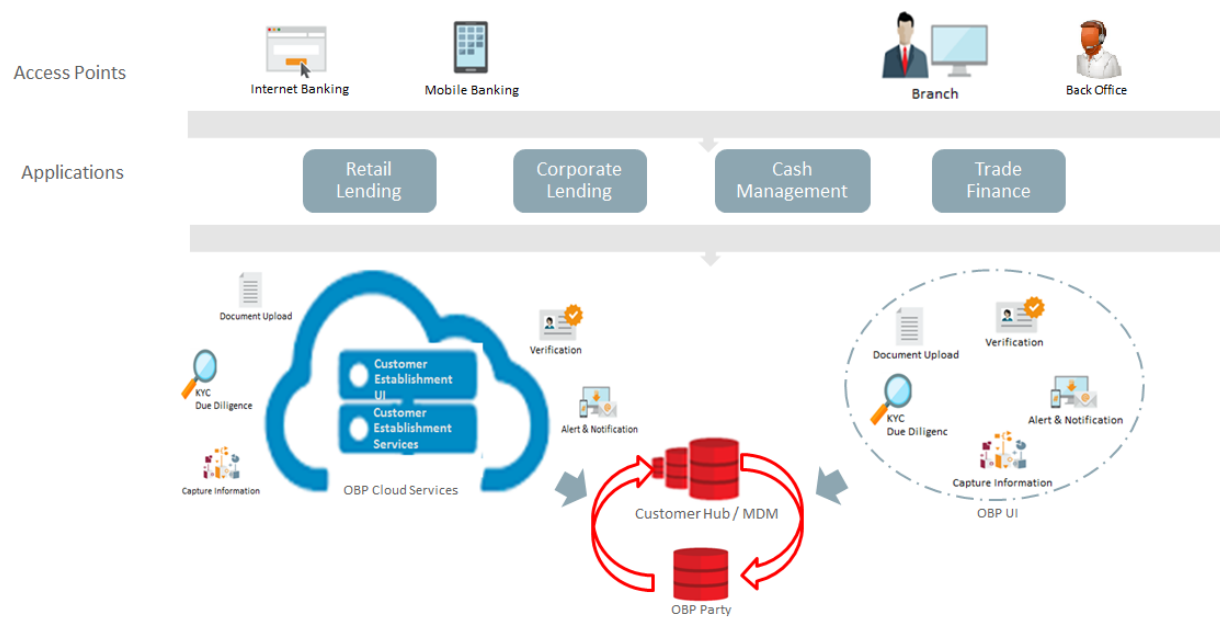 Access Points
Internet Banking
Mobile Banking
Branch
Back Office
Applications
Retail
Lending
Corporate
Lending
Cash
Management
Trade
Finance
Document Upload
Verification
KYC
Due Diligence
Customer
Establishment
UI
Customer
Establishment
Services
Alert & Notification
Capture Information
OBP Cloud Services
Document Upload
Verification
KYC
Due Diligenc
Alert & Notification
Capture Information
OBP UI
Customer Hub / MDM
OBP Party